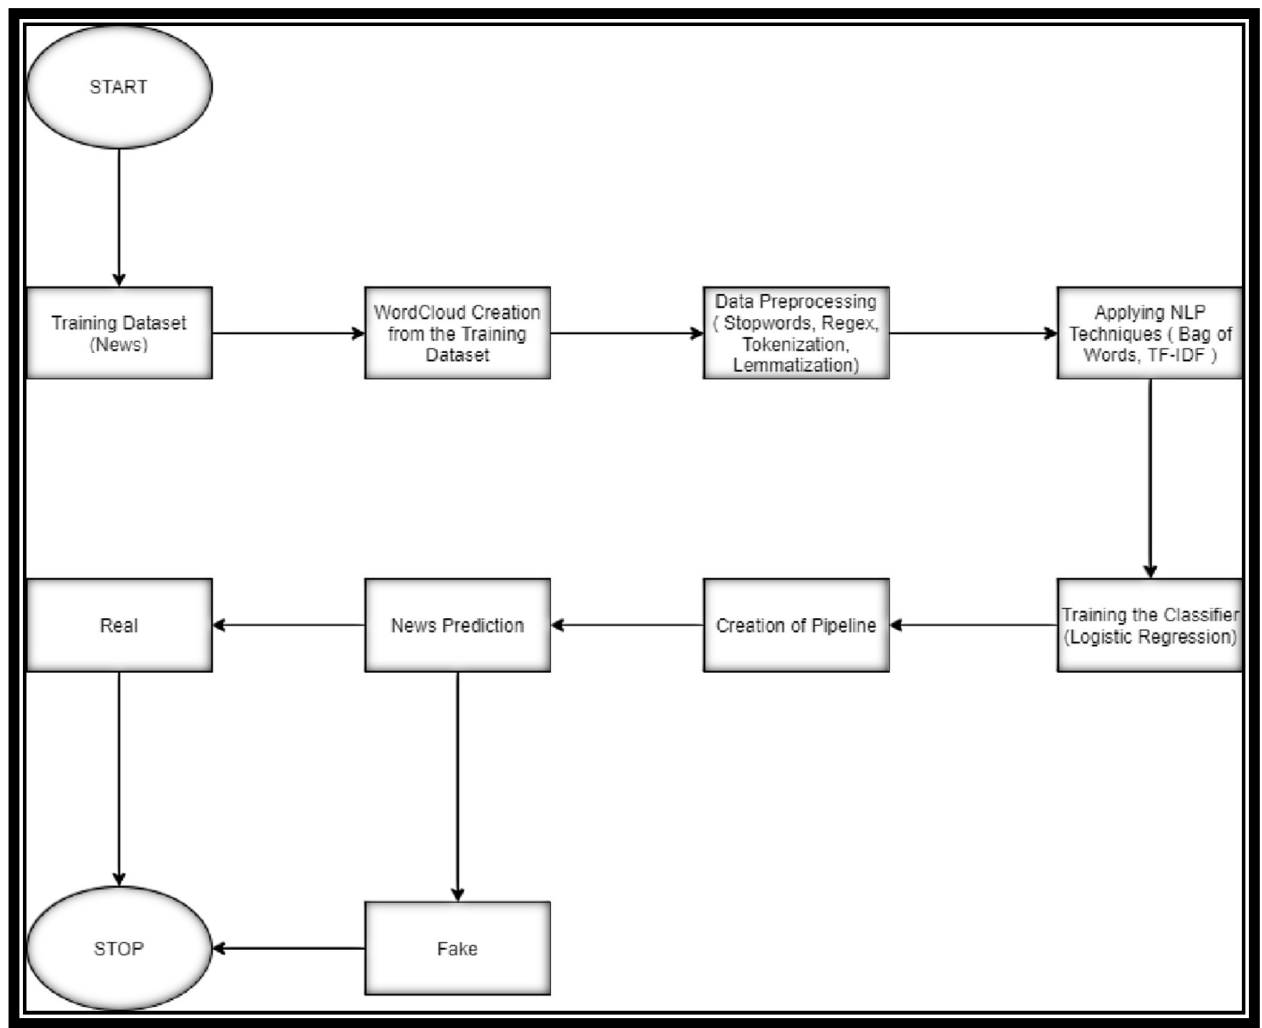 START
Training Dataset
(News)
WordCloud Creation
from the Training
Dataset
Data Preprocessing
( Stopwords, Regex,
Tokenization,
Lemmatization)
Applying NLP
Techniques ( Bag of
Words, TF-IDF )
Real
News Prediction
Creation of Pipeline
Training the Classifier
(Logistic Regression)
STOP
Fake